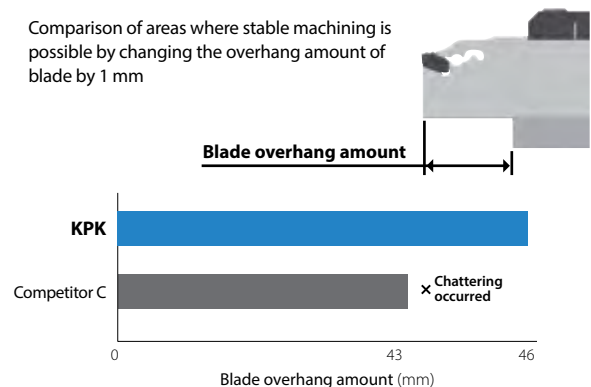 Comparison of areas where stable machining is
possible by changing the overhang amount of
blade by 1 mm
Blade overhang amount
KPK
Competitor C
× Chattering
occurred
0
43
46
Blade overhang amount (mm)